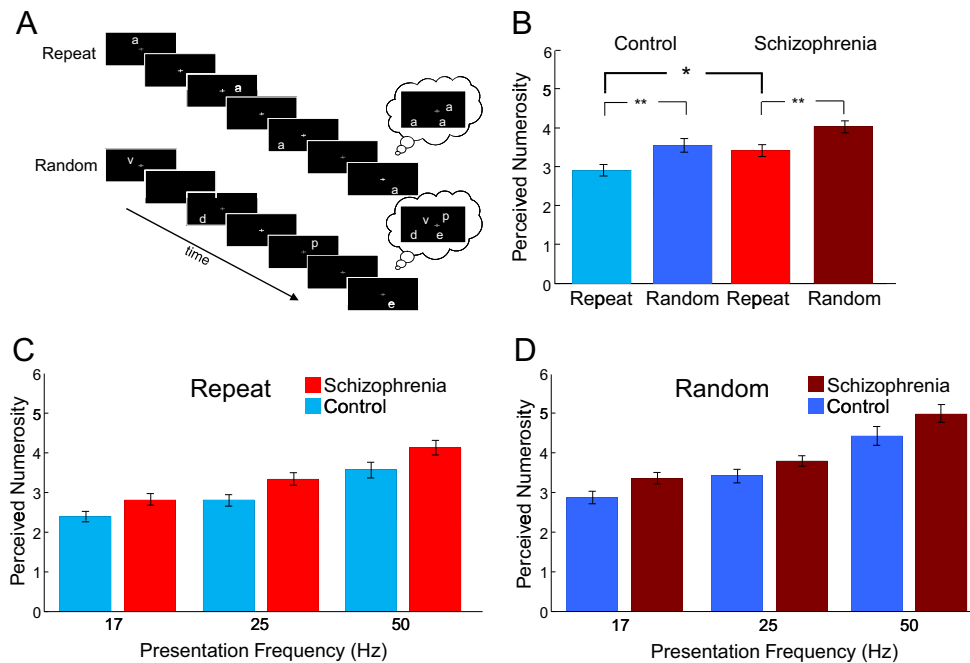 A
Repeat
a
a
a
a
a
a a
Random
v
d
p
e
v p
d e
time
B
Control Schizophrenia
Perceived Numerosity
6
5
4
3
2
1
0
*
** **
Repeat Random Repeat Random
C
Repeat
Schizophrenia
Control
Perceived Numerosity
6
5
4
3
2
1
0
17 25 50
Presentation Frequency (Hz)
D
Random
Schizophrenia
Control
Perceived Numerosity
6
5
4
3
2
1
0
17 25 50
Presentation Frequency (Hz)